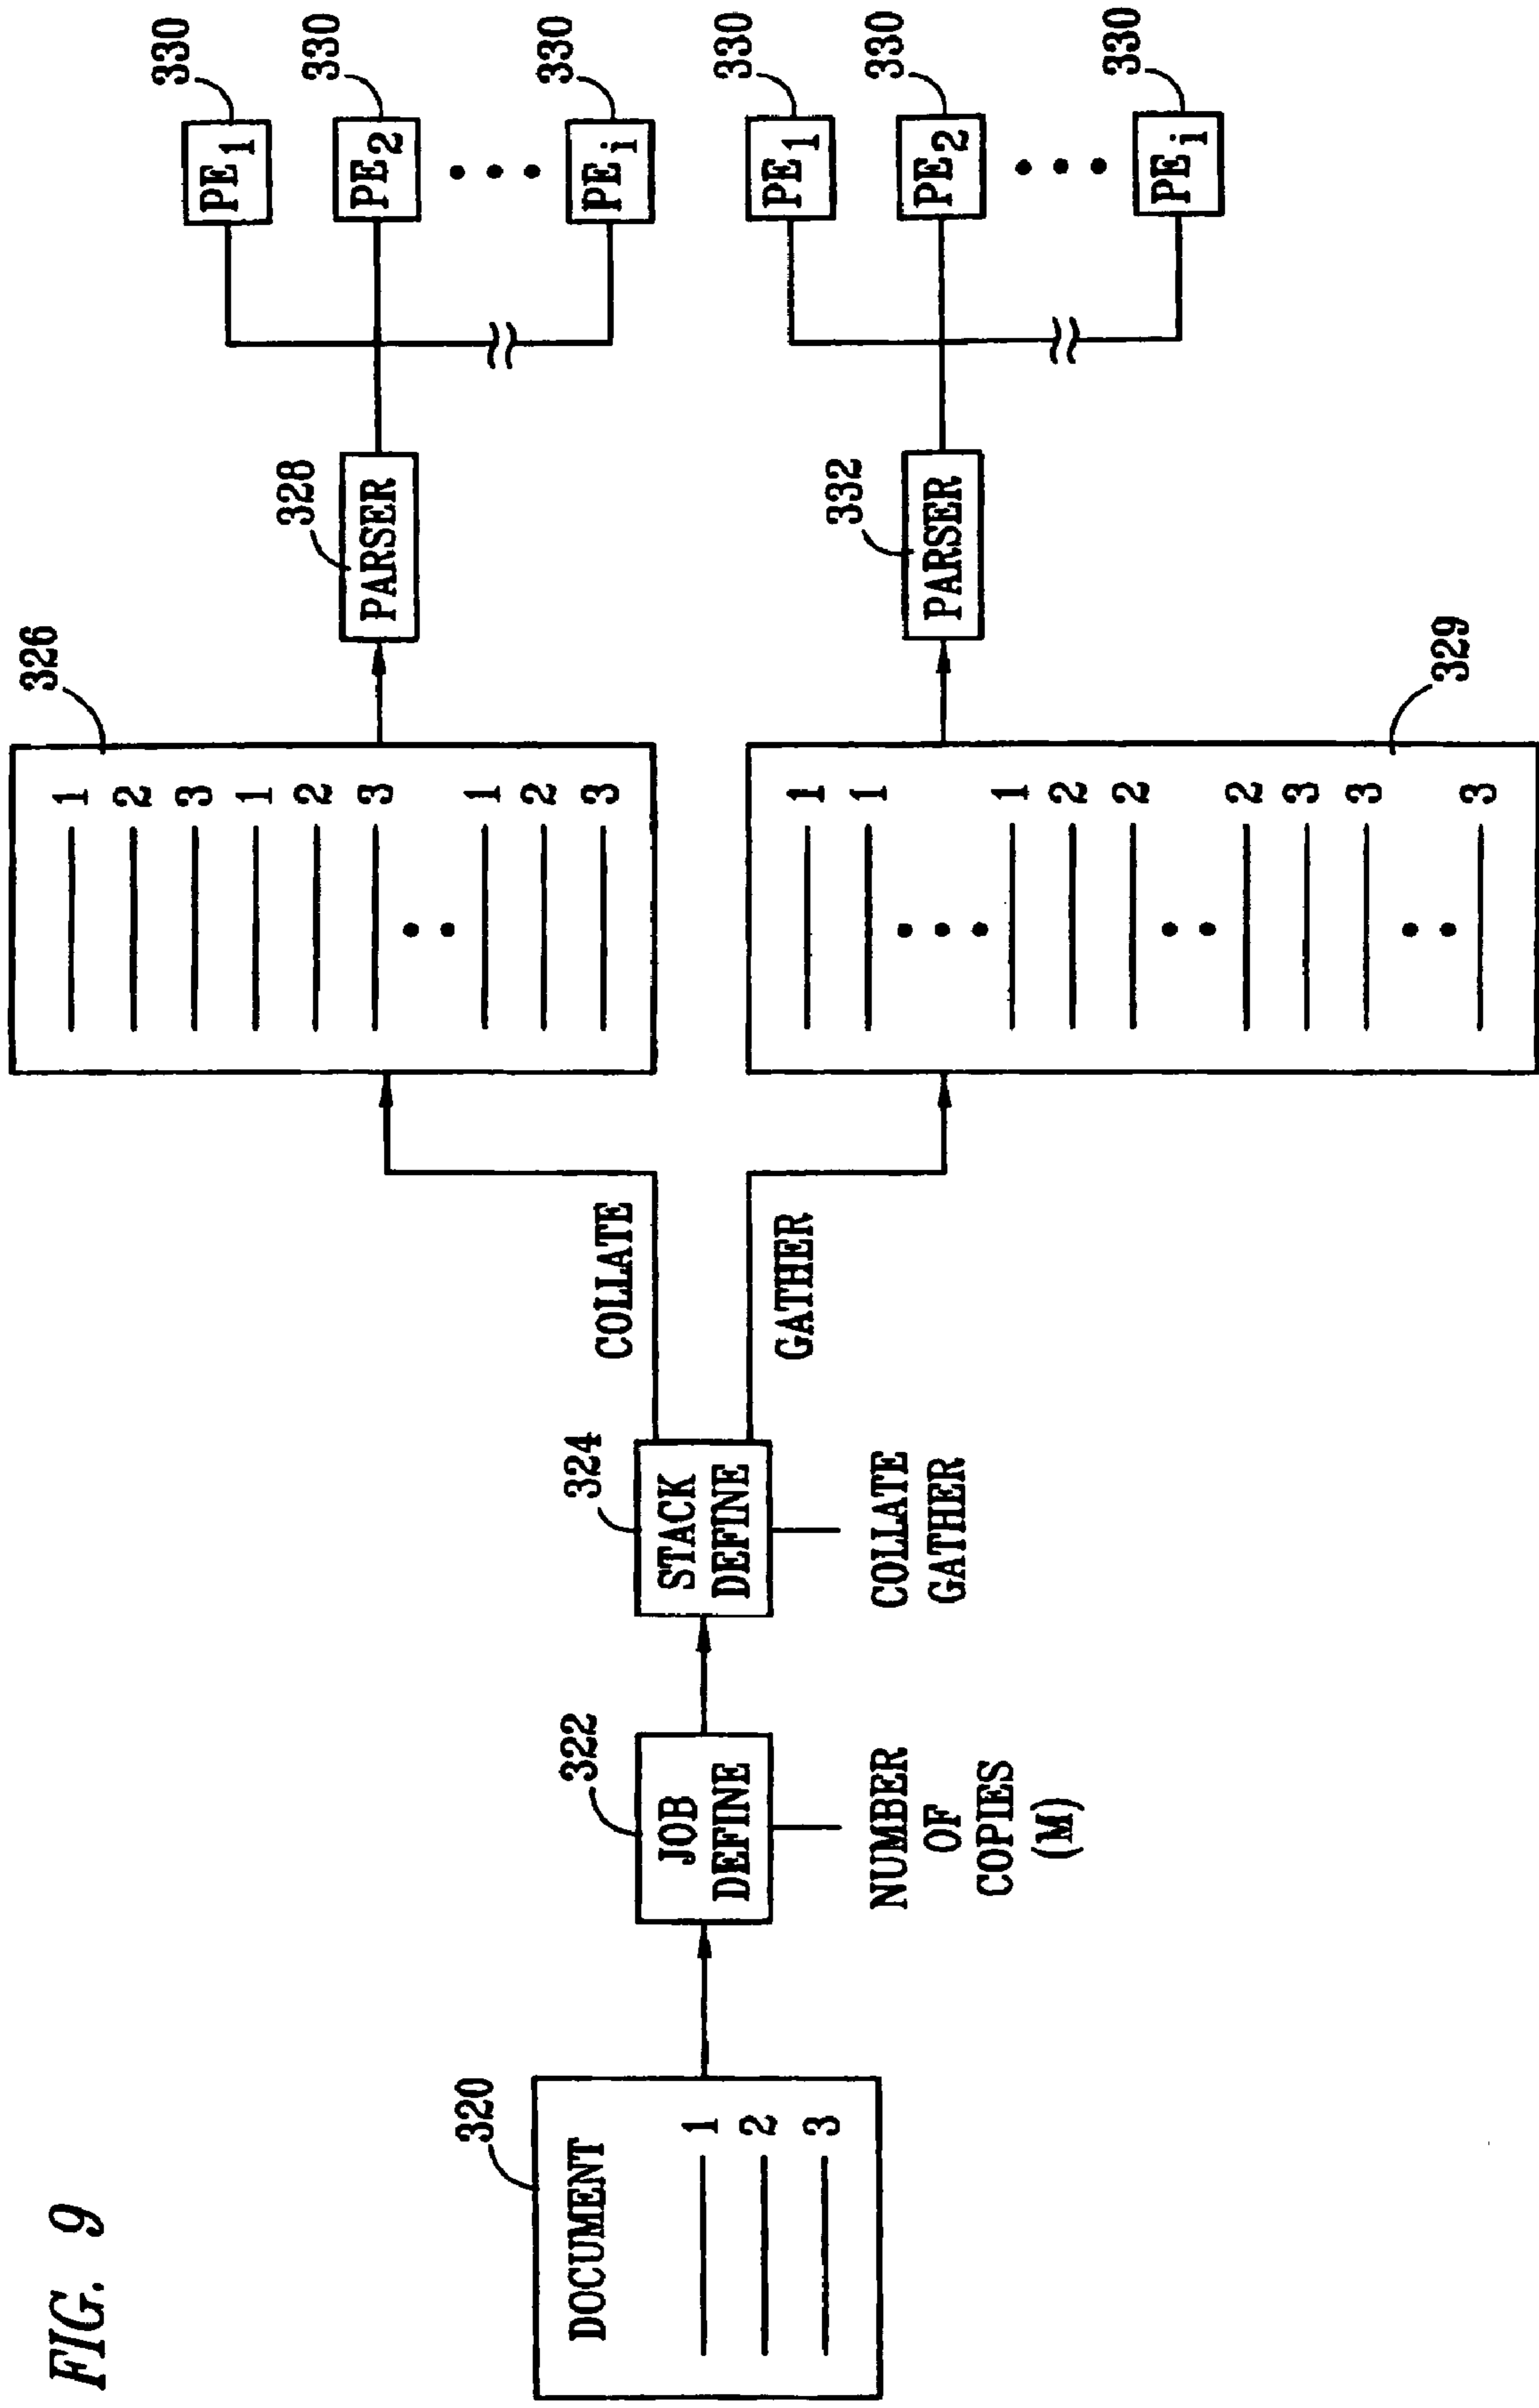 FIG. 9
320
DOCUMENT
1
2
3
322
JOB
DEFINE
NUMBER
OF
COPIES
(M)
324
STACK
DEFINE
COLLATE
GATHER
COLLATE
GATHER
326
1
2
3
1
2
3
1
2
3
328
PARSER
PE1
330
PE2
330
PEi
330
329
1
1
1
2
2
2
3
3
3
332
PARSER
PE1
330
PE2
330
PEi
330